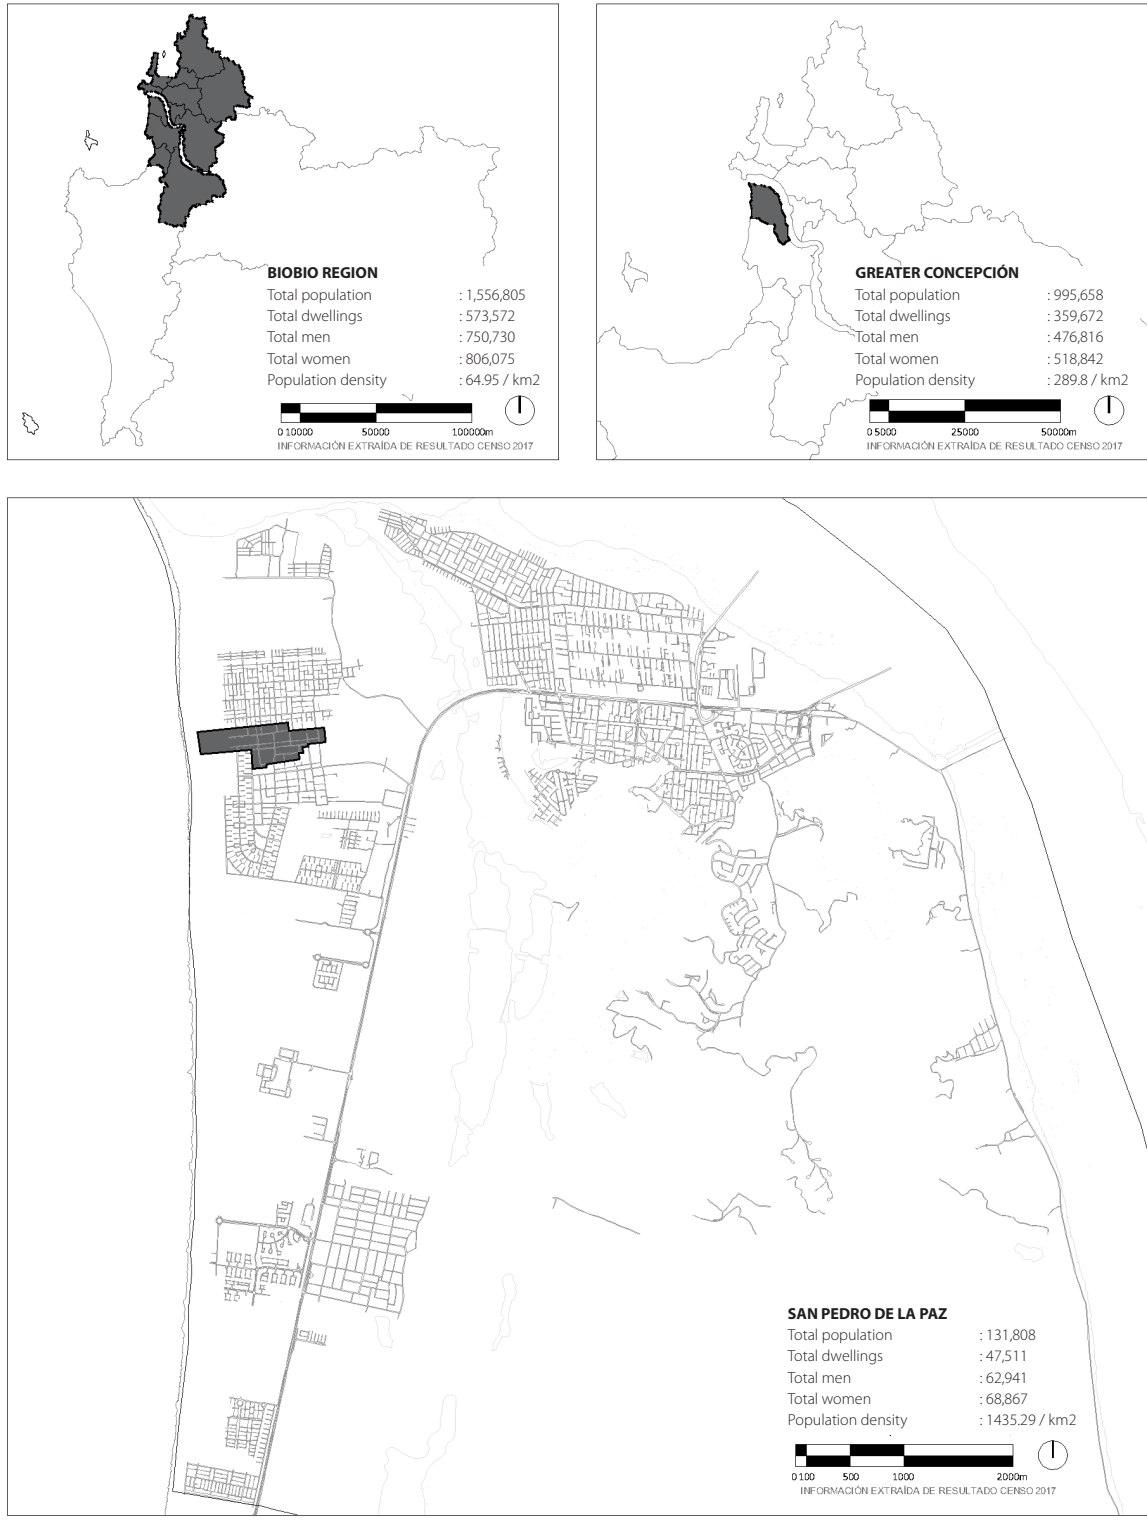 BIOBIO REGION
Total population : 1,556,805
Total dwellings : 573,572
Total men : 750,730
Total women : 806,075
Population density : 64.95 / km2
0 10000 50000 100000m
INFORMACIÓN EXTRAÍDA DE RESULTADO CENSO 2017
GREATER CONCEPCIÓN
Total population : 995,658
Total dwellings : 359,672
Total men : 476,816
Total women : 518,842
Population density : 289.8 / km2
0 5000 25000 50000m
INFORMACIÓN EXTRAÍDA DE RESULTADO CENSO 2017
SAN PEDRO DE LA PAZ
Total population : 131,808
Total dwellings : 47,511
Total men : 62,941
Total women : 68,867
Population density : 1435.29 / km2
0 100 500 1000 2000m
INFORMACIÓN EXTRAÍDA DE RESULTADO CENSO 2017